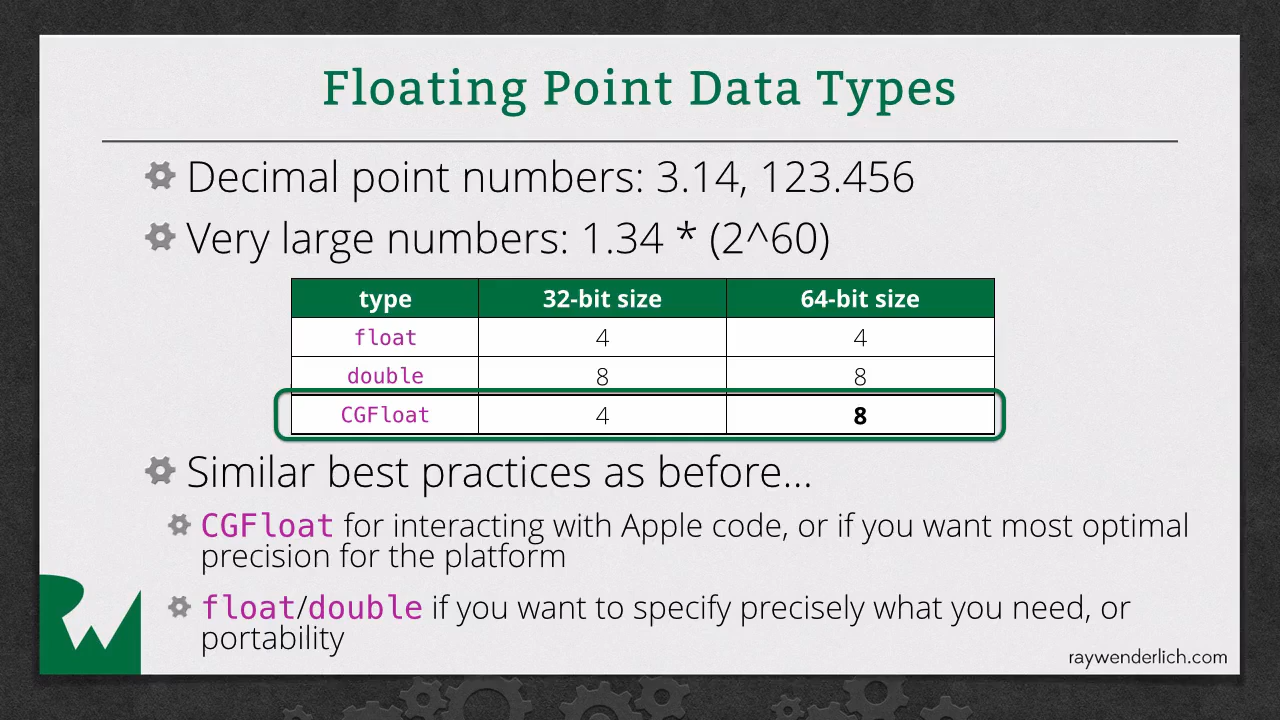 Floating Point Data Types
Decimal point numbers: 3.14, 123.456
Very large numbers: 1.34 * (2^60)
type 32-bit size 64-bit size
float 4 4
double 8 8
CGFloat 4 8
Similar best practices as before...
CGFloat for interacting with Apple code, or if you want most optimal
precision for the platform
float/double if you want to specify precisely what you need, or
portability
RW
raywenderlich.com